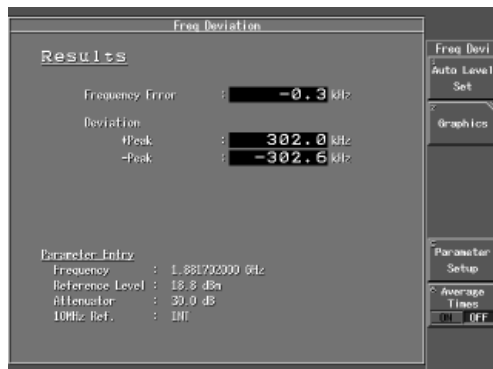 Freq Deviation
Results
Frequency Error : -0.3 kHz
Deviation
+Peak : 302.0 kHz
-Peak : -302.6 kHz
Parameter Entry
Frequency : 1.881792000 GHz
Reference Level : 18.8 dBm
Attenuator : 30.0 dB
10MHz Ref. : INT
Freq Devi
1
Auto Level
Set
2
Graphics
Parameter
Setup
Average
Times
ON OFF